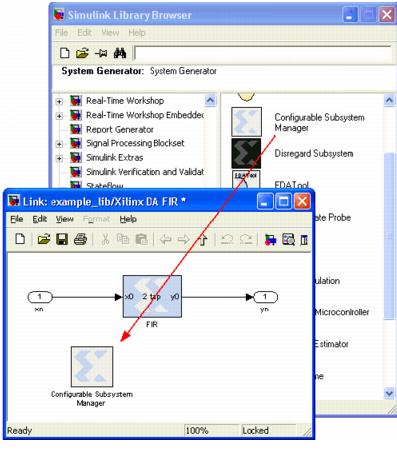 Simulink Library Browser
File Edit View Help
System Generator: System Generator
Real-Time Workshop
Real-Time Workshop Embedded
Report Generator
Signal Processing Blockset
Simulink Extras
Simulink Verification and Validat
Stateflow
Configurable Subsystem
Manager
Disregard Subsystem
FDATool
ate Probe
ulation
Microcontroller
Estimator
me
Link: example_lib/Xilinx DA FIR *
File Edit View Format Help
1
xn
x0 2 tap y0
FIR
1
yn
Configurable Subsystem
Manager
Ready 100% Locked